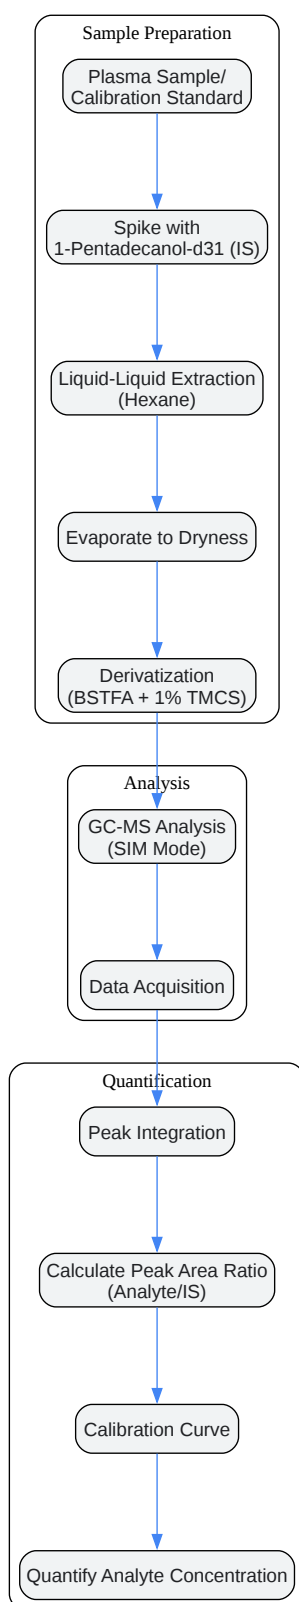 Sample Preparation
Plasma Sample/
Calibration Standard
Spike with
1-Pentadecanol-d31 (IS)
Liquid-Liquid Extraction
(Hexane)
Evaporate to Dryness
Derivatization
(BSTFA + 1% TMCS)
Analysis
GC-MS Analysis
(SIM Mode)
Data Acquisition
Quantification
Peak Integration
Calculate Peak Area Ratio
(Analyte/IS)
Calibration Curve
Quantify Analyte Concentration